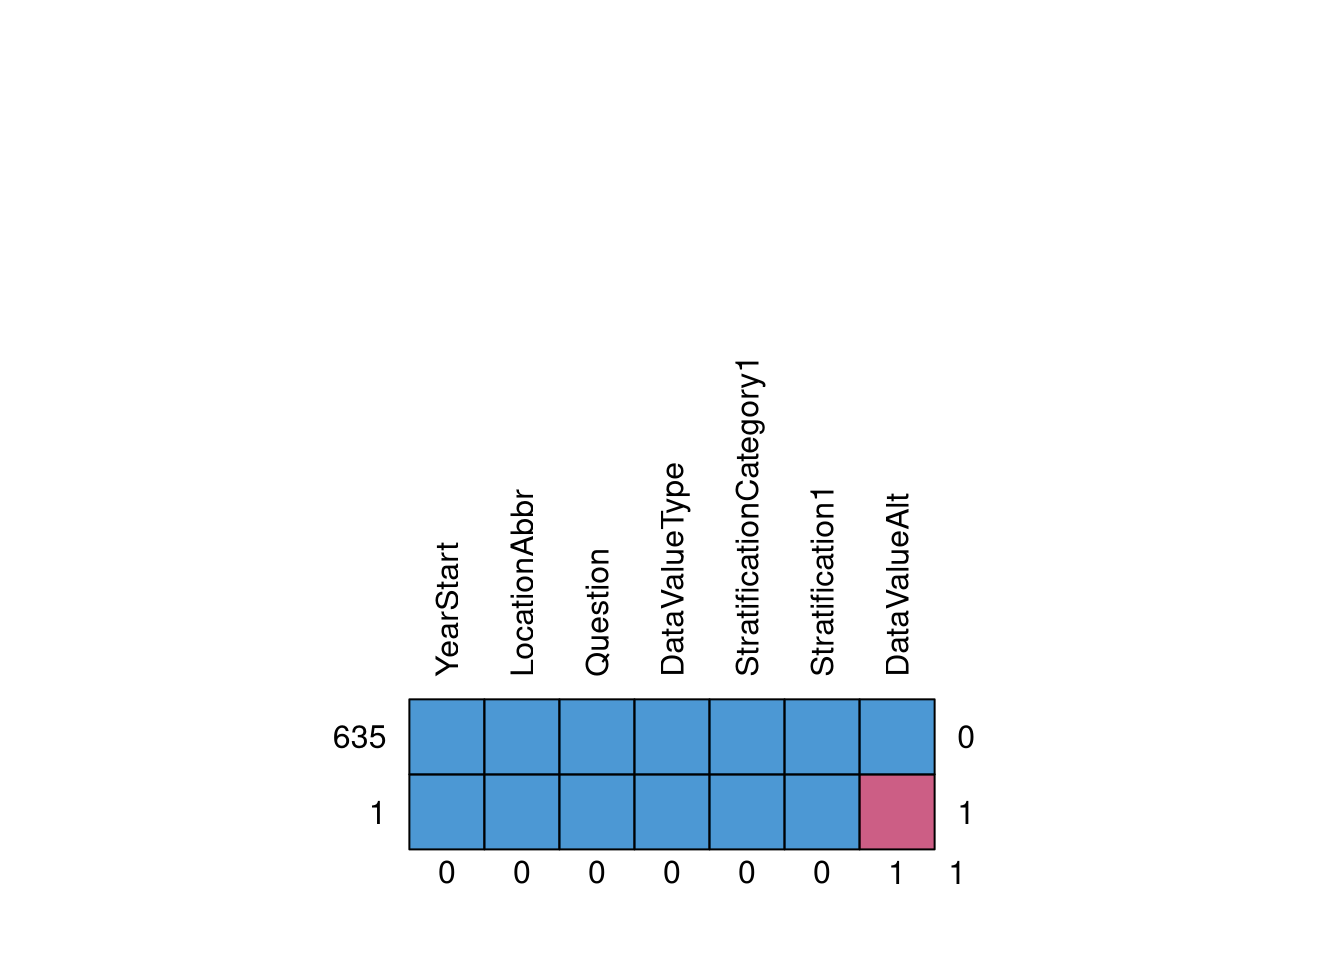 YearStart
LocationAbbr
Question
DataValueType
StratificationCategory1
Stratification1
DataValueAlt
635 0
1 1
0 0 0 0 0 0 1 1